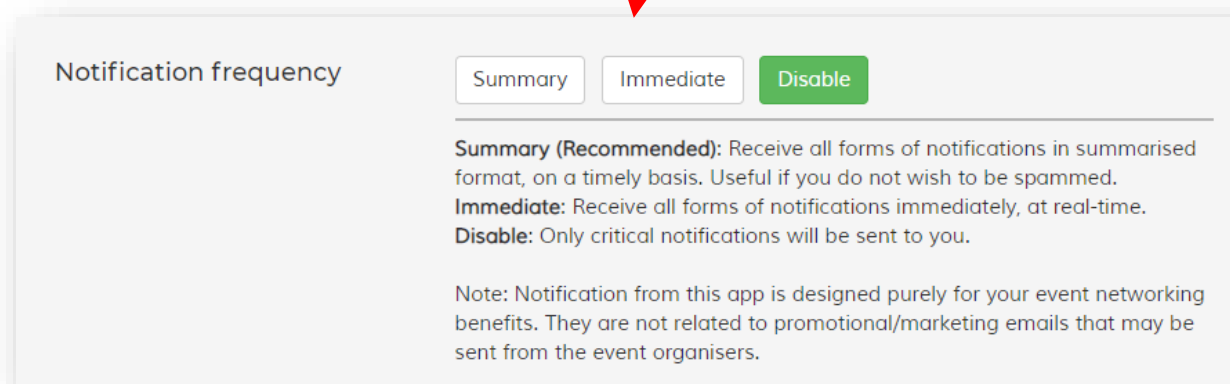 Notification frequency
Summary Immediate Disable
Summary (Recommended): Receive all forms of notifications in summarised
format, on a timely basis. Useful if you do not wish to be spammed.
Immediate: Receive all forms of notifications immediately, at real-time.
Disable: Only critical notifications will be sent to you.
Note: Notification from this app is designed purely for your event networking
benefits. They are not related to promotional/marketing emails that may be
sent from the event organisers.